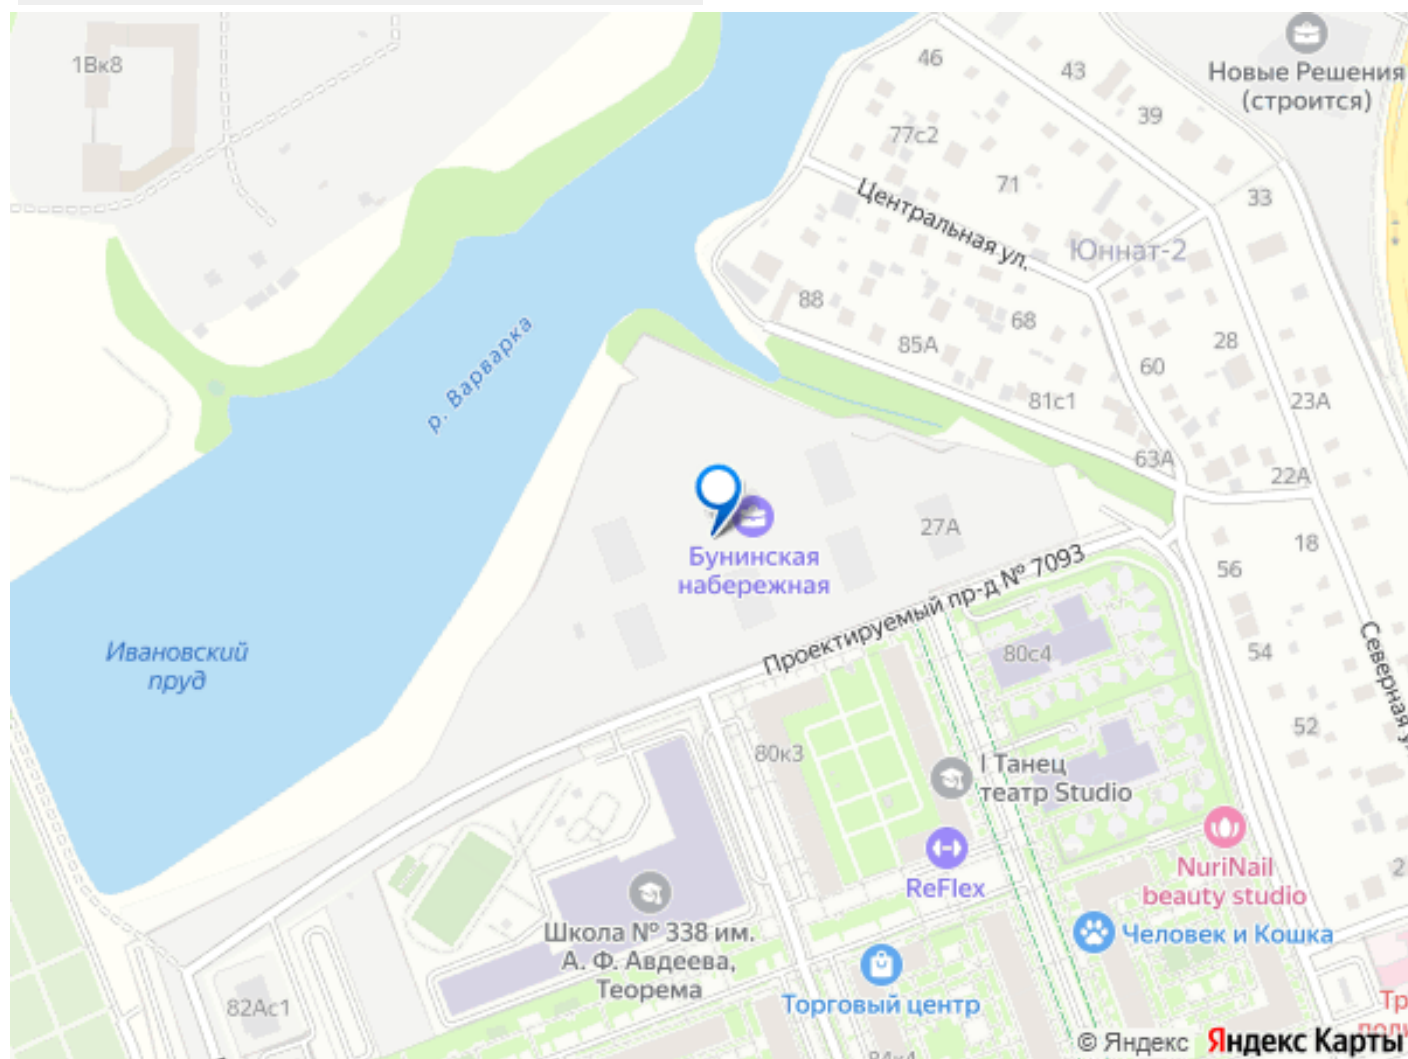 1Вк8
46
43
Новые Решения
(строится)
39
77с2
71
33
Центральная ул.
Юннат-2
88
68
28
85А
р. Варварка
60
81с1
23А
63А
22А
27А
18
Бунинская
набережная
56
Проектируемый пр-д № 7093
Ивановский
пруд
80с4
54
Северная у
52
80к3
I Танец
театр Studio
NuriNail
beauty studio
ReFlex
2
Школа № 338 им.
А. Ф. Авдеева,
Теорема
Человек и Кошка
Торговый центр
82Ас1
© Яндекс Яндекс Карты